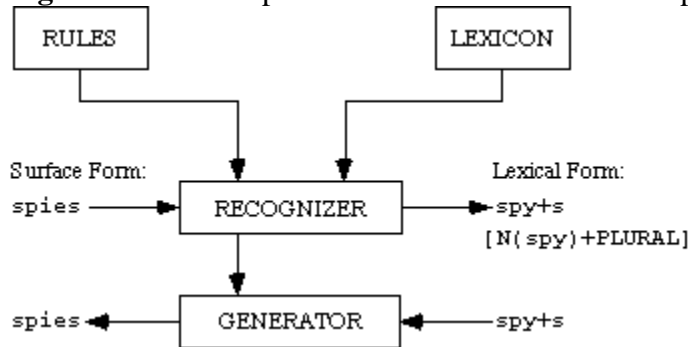 RULES
LEXICON
Surface Form:
Lexical Form:
spies
RECOGNIZER
spy+s
[N(spy)+PLURAL]
spies
GENERATOR
spy+s